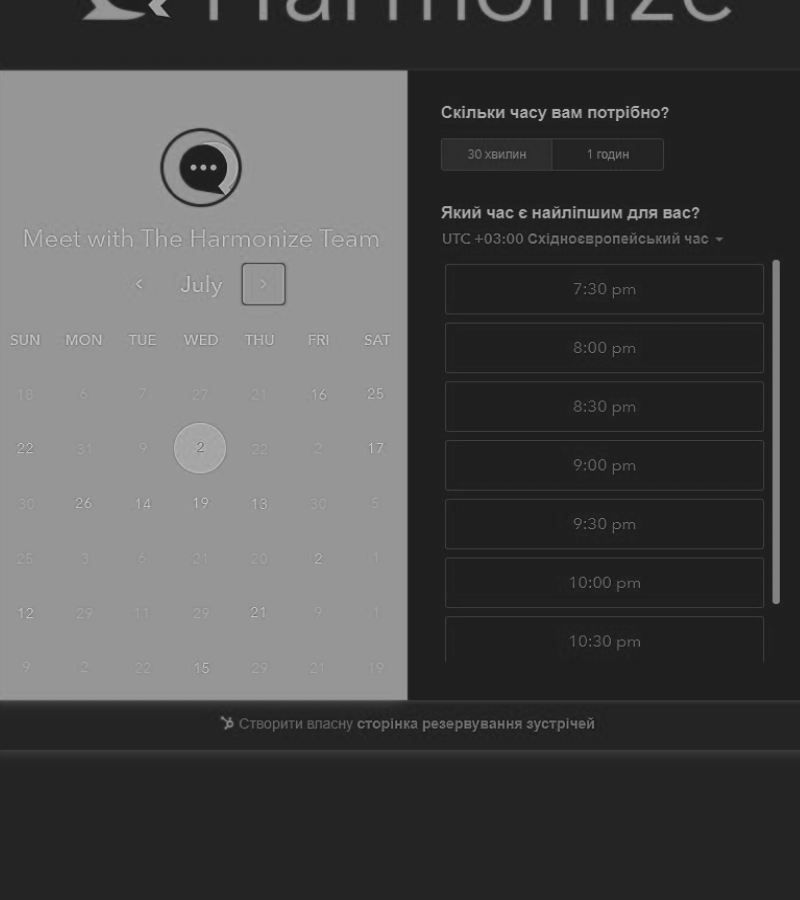 Harmonize
Meet with The Harmonize Team
July
SUN MON TUE WED THU FRI SAT
18 6 7 27 21 16 25
22 31 9 2 22 2 17
30 26 14 19 13 30 5
25 3 6 21 20 2 1
12 29 11 29 21 9 1
9 2 22 15 29 21 19
Скільки часу вам потрібно?
30 хвилин 1 годин
Який час є найліпшим для вас?
UTC +03:00 Східноєвропейський час
7:30 pm
8:00 pm
8:30 pm
9:00 pm
9:30 pm
10:00 pm
10:30 pm
Створити власну сторінка резервування зустрічей